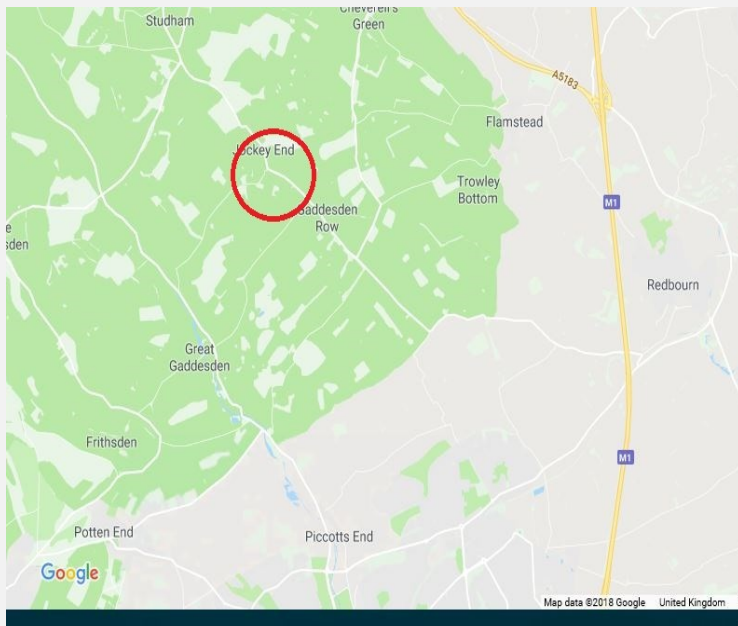 Studham
Cheverell's
Green
A5183
Flamstead
Jockey End
Trowley
Bottom
M1
Gaddesden
Row
sden
Redbourn
Great
Gaddesden
Frithsden
M1
Potten End
Piccotts End
Google
Map data ©2018 Google United Kingdom